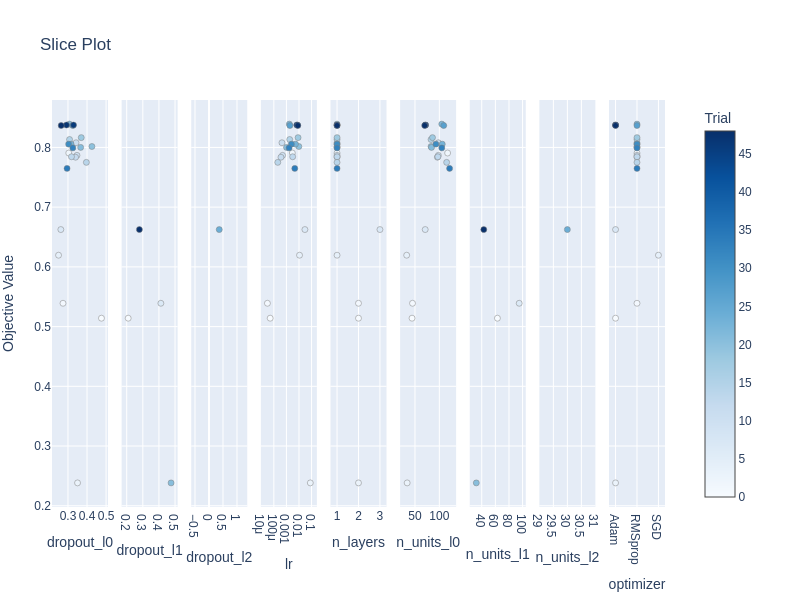 Slice Plot
Trial
45
40
35
30
25
20
15
10
5
0
Objective Value
0.8
0.7
0.6
0.5
0.4
0.3
0.2
0.3 0.4 0.5
dropout_l0
0.2 0.3 0.4 0.5
dropout_l1
−0.5 0 0.5 1
dropout_l2
10μ 100μ 0.001 0.01 0.1
lr
1 2 3
n_layers
50 100
n_units_l0
40 60 80 100
n_units_l1
29 29.5 30 30.5 31
n_units_l2
Adam RMSprop SGD
optimizer